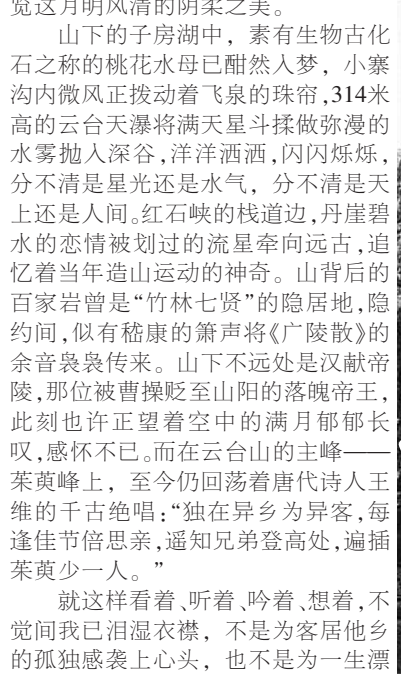 览这月明风清的阴柔之美。
山下的子房湖中，素有生物古化
石之称的桃花水母已酣然入梦，小寨
沟内微风正拨动着飞泉的珠帘,314米
高的云台天瀑将满天星斗揉做弥漫的
水雾抛入深谷,洋洋洒洒,闪闪烁烁,
分不清是星光还是水气，分不清是天
上还是人间。红石峡的栈道边,丹崖碧
水的恋情被划过的流星牵向远古,追
忆着当年造山运动的神奇。山背后的
百家岩曾是“竹林七贤”的隐居地,隐
约间,似有嵇康的箫声将《广陵散》的
余音袅袅传来。山下不远处是汉献帝
陵,那位被曹操贬至山阳的落魄帝王,
此刻也许正望着空中的满月郁郁长
叹,感怀不已。而在云台山的主峰——
茱萸峰上，至今仍回荡着唐代诗人王
维的千古绝唱:“独在异乡为异客,每
逢佳节倍思亲,遥知兄弟登高处,遍插
茱萸少一人。”
就这样看着、听着、吟着、想着,不
觉间我已泪湿衣襟，不是为客居他乡
的孤独感袭上心头，也不是为一生漂